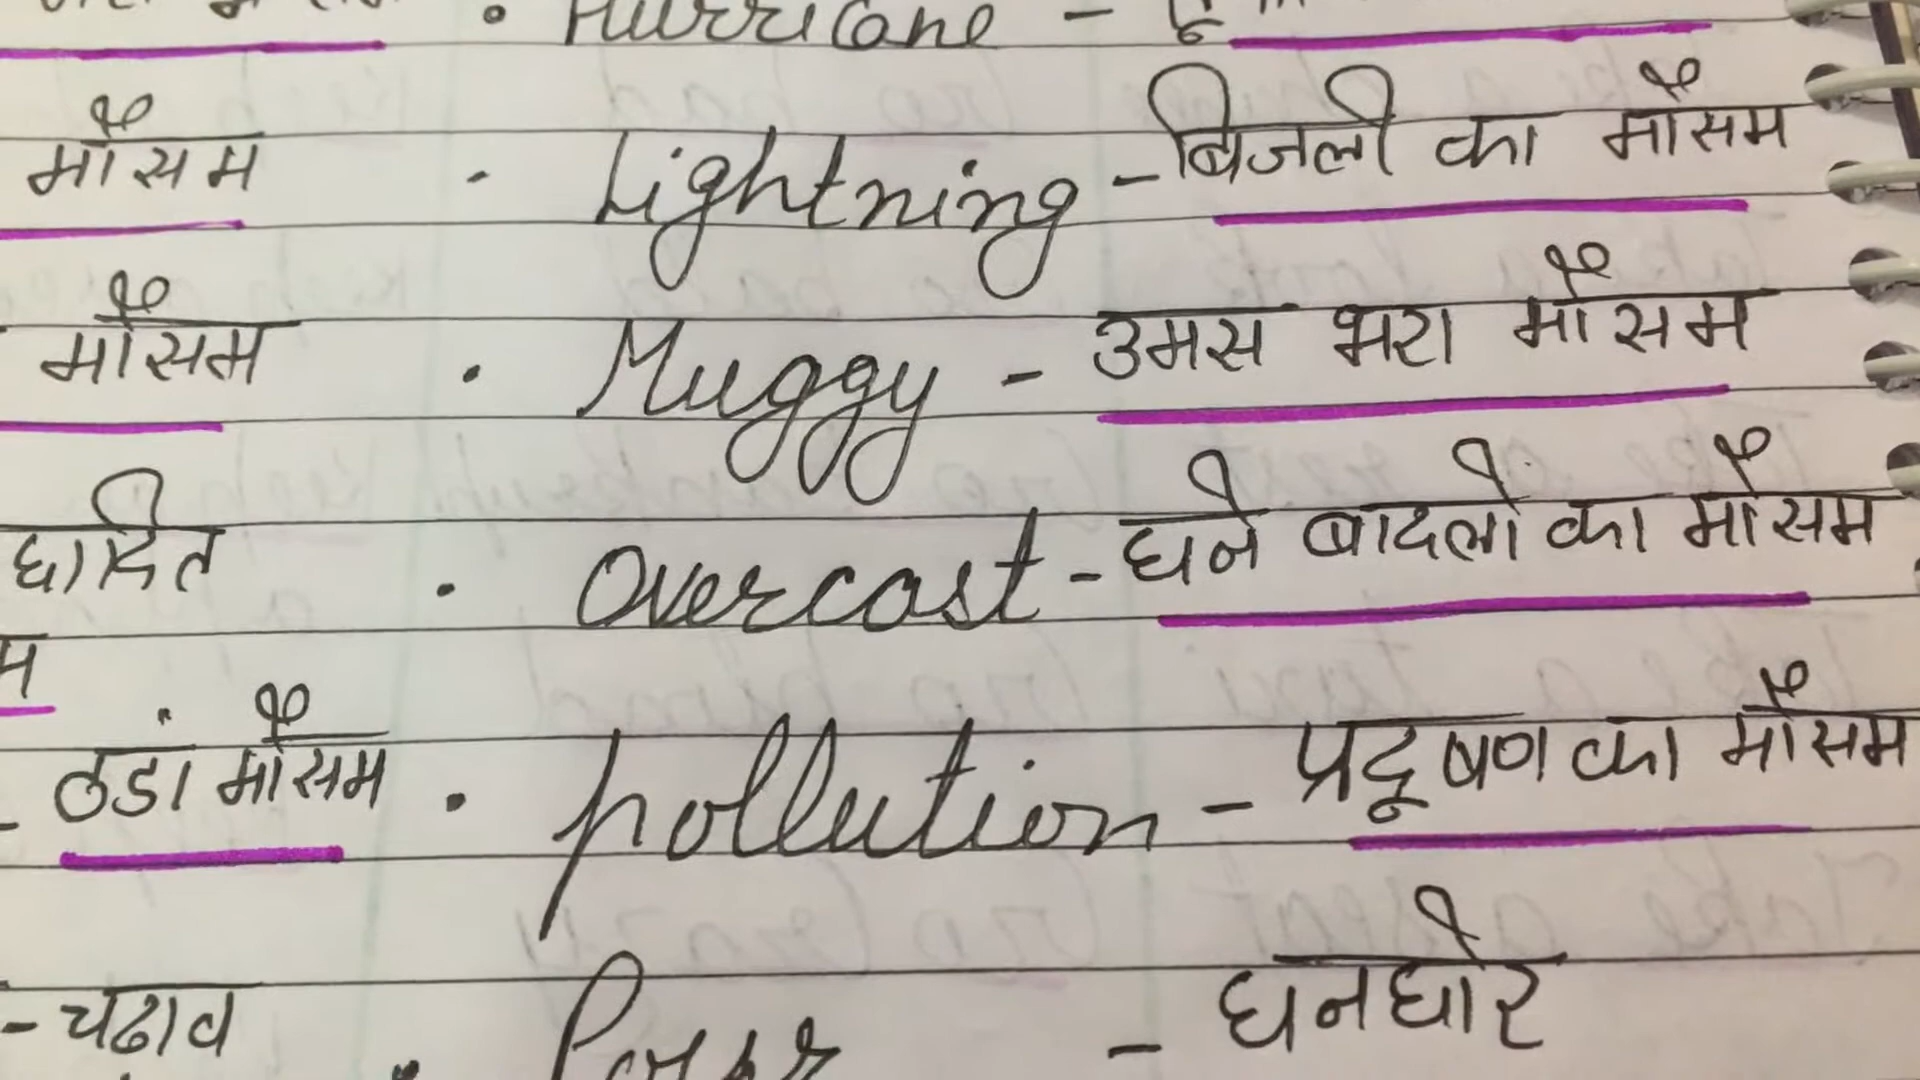 Hurricane -
मौसम . Lightning - बिजली का मौसम
मौसम . Muggy - उमस भरा मौसम
. Overcast - घने बादलो का मौसम
म
- ठंडा मौसम . pollution - प्रदूषण का मौसम
- चढाव - घनघोर